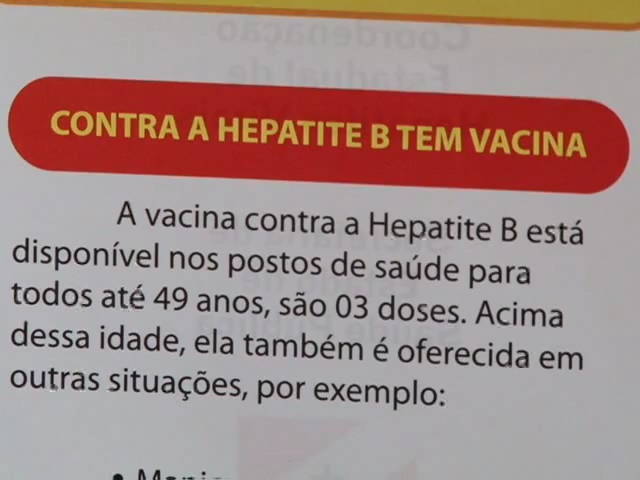 CONTRA A HEPATITE B TEM VACINA
A vacina contra a Hepatite B está
disponível nos postos de saúde para
todos até 49 anos, são 03 doses. Acima
dessa idade, ela também é oferecida em
outras situações, por exemplo: